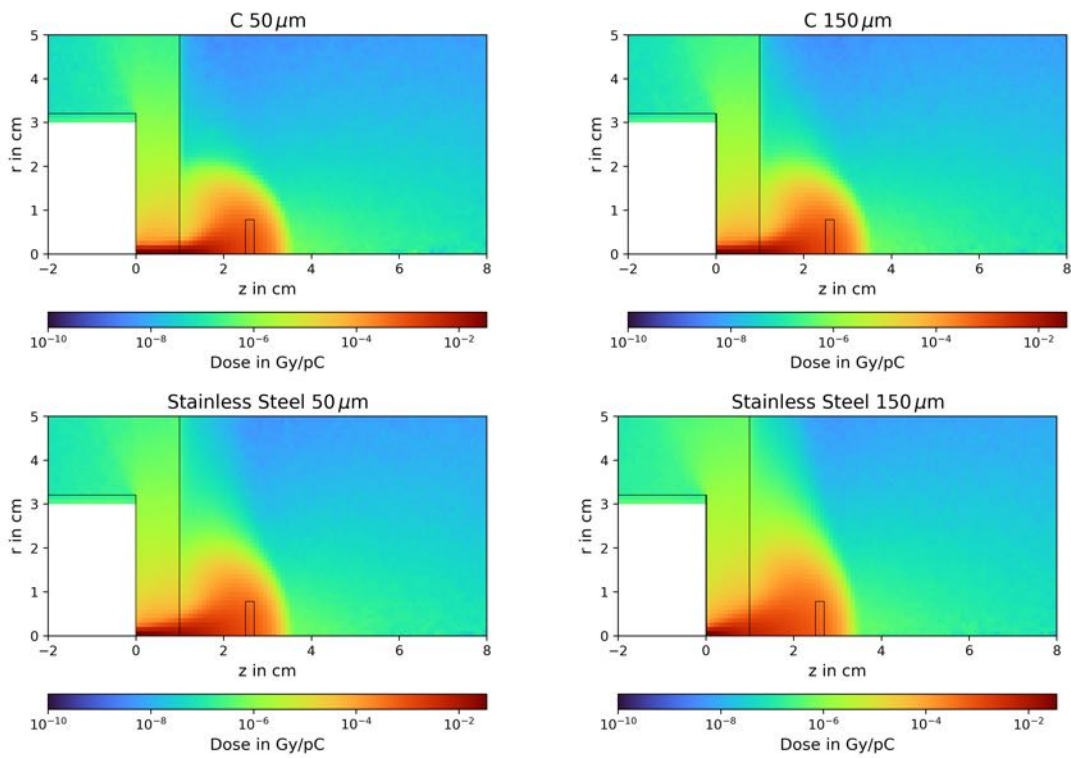 C 50 μm
5
4
3
2
1
0
r in cm
−2 0 2 4 6 8
z in cm
10⁻¹⁰ 10⁻⁸ 10⁻⁶ 10⁻⁴ 10⁻²
Dose in Gy/pC
C 150 μm
5
4
3
2
1
0
r in cm
−2 0 2 4 6 8
z in cm
10⁻¹⁰ 10⁻⁸ 10⁻⁶ 10⁻⁴ 10⁻²
Dose in Gy/pC
Stainless Steel 50 μm
5
4
3
2
1
0
r in cm
−2 0 2 4 6 8
z in cm
10⁻¹⁰ 10⁻⁸ 10⁻⁶ 10⁻⁴ 10⁻²
Dose in Gy/pC
Stainless Steel 150 μm
5
4
3
2
1
0
r in cm
−2 0 2 4 6 8
z in cm
10⁻¹⁰ 10⁻⁸ 10⁻⁶ 10⁻⁴ 10⁻²
Dose in Gy/pC